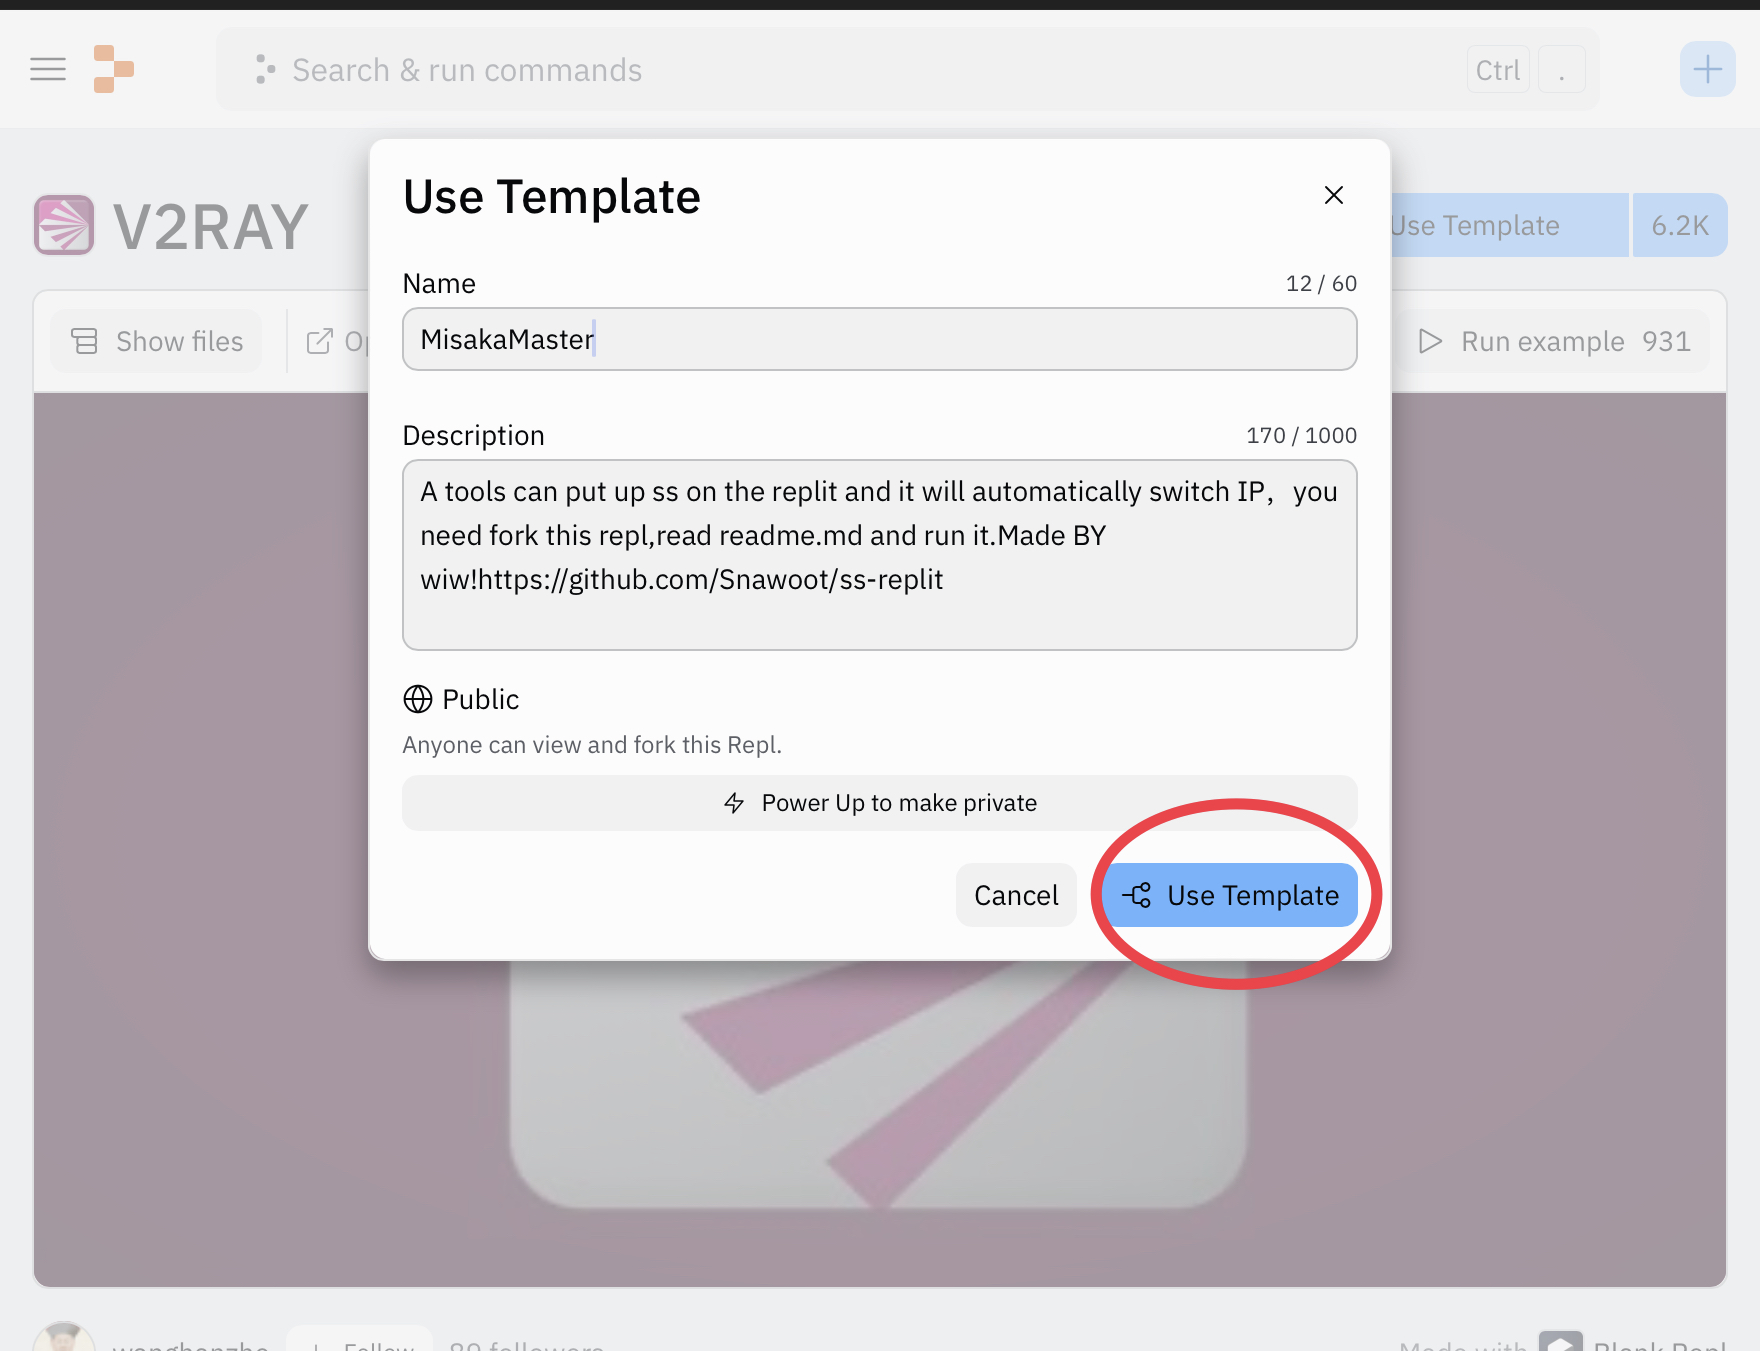 Search & run commands
Ctrl
.
V2RAY
Use Template
6.2K
Show files
Run example 931
Use Template
Name
12 / 60
MisakaMaster
Description
170 / 1000
A tools can put up ss on the replit and it will automatically switch IP， you
need fork this repl,read readme.md and run it.Made BY
wiw!https://github.com/Snawoot/ss-replit
Public
Anyone can view and fork this Repl.
Power Up to make private
Cancel
Use Template
Follow
89 followers
Made with
Blank Repl